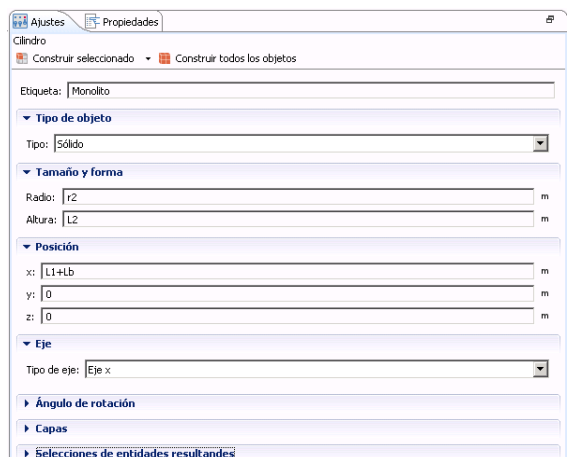 Ajustes Propiedades
Cilindro
Construir seleccionado Construir todos los objetos
Etiqueta: Monolito
Tipo de objeto
Tipo: Sólido
Tamaño y forma
Radio: r2 m
Altura: L2 m
Posición
x: L1+Lb m
y: 0 m
z: 0 m
Eje
Tipo de eje: Eje x
Ángulo de rotación
Capas
Selecciones de entidades resultandes